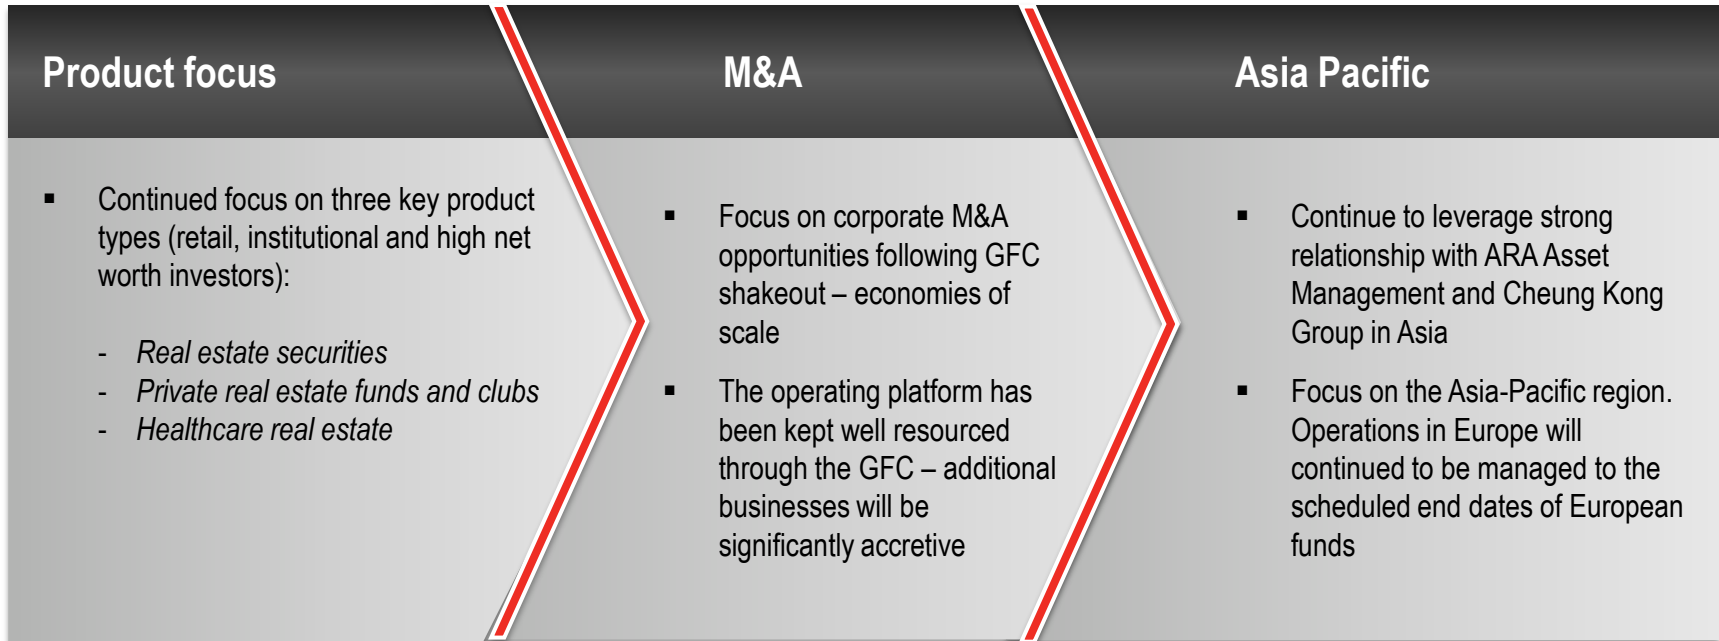 Product focus
▪ Continued focus on three key product
types (retail, institutional and high net
worth investors):
- Real estate securities
- Private real estate funds and clubs
- Healthcare real estate
M&A
▪ Focus on corporate M&A
opportunities following GFC
shakeout – economies of
scale
▪ The operating platform has
been kept well resourced
through the GFC – additional
businesses will be
significantly accretive
Asia Pacific
▪ Continue to leverage strong
relationship with ARA Asset
Management and Cheung Kong
Group in Asia
▪ Focus on the Asia-Pacific region.
Operations in Europe will
continued to be managed to the
scheduled end dates of European
funds